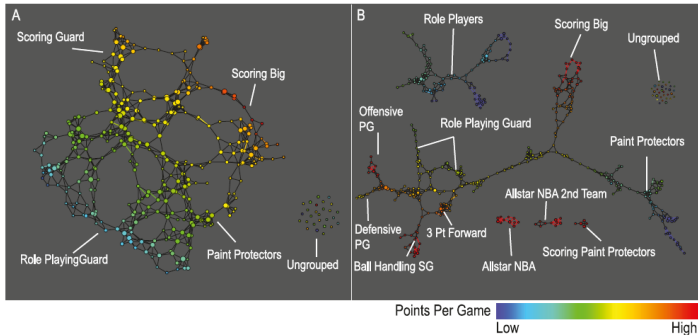 A
Scoring Guard
Scoring Big
Role PlayingGuard
Paint Protectors
Ungrouped
B
Role Players
Scoring Big
Ungrouped
Offensive
PG
Role Playing Guard
Paint Protectors
Allstar NBA 2nd Team
Defensive
PG
3 Pt Forward
Ball Handling SG
Allstar NBA
Scoring Paint Protectors
Points Per Game
Low
High